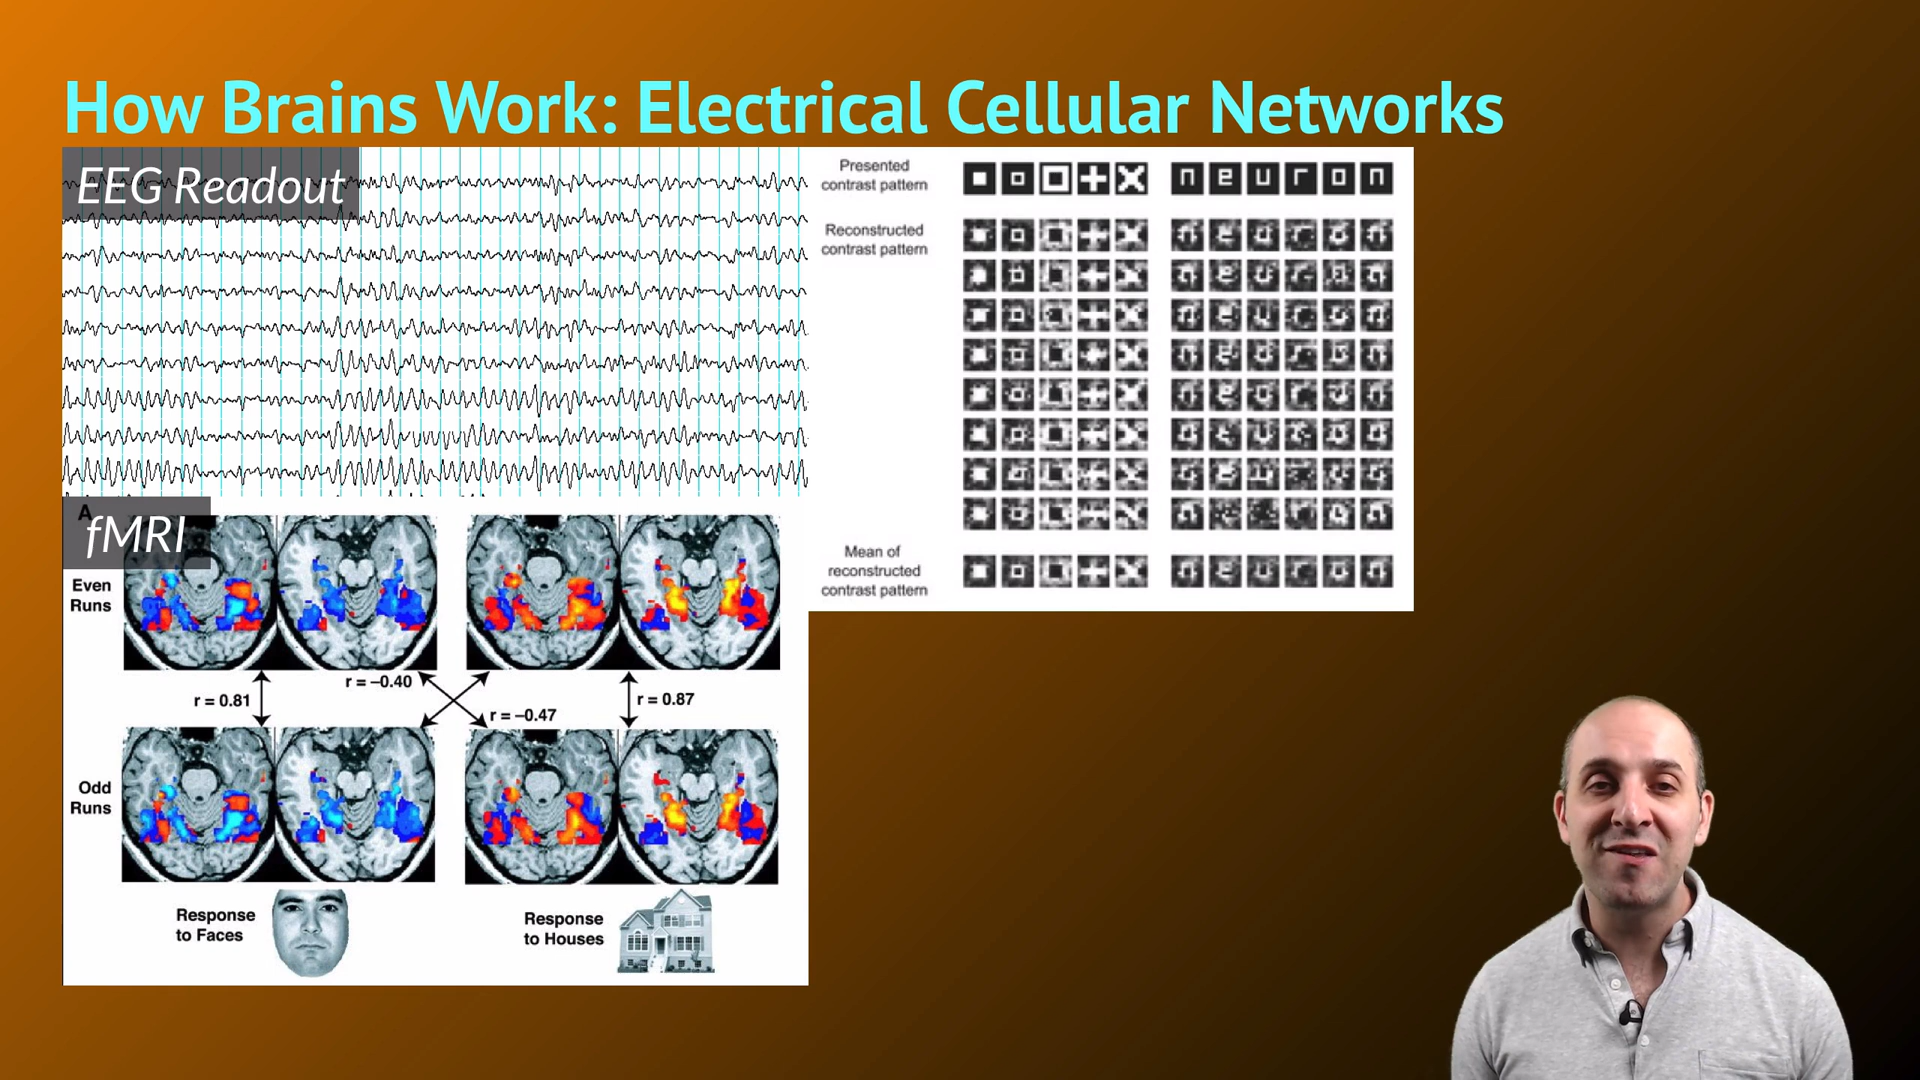 How Brains Work: Electrical Cellular Networks
EEG Readout
Presented
contrast pattern
neuron
Reconstructed
contrast pattern
Mean of
reconstructed
contrast pattern
A
fMRI
Even
Runs
r = 0.81
r = –0.40
r = –0.47
r = 0.87
Odd
Runs
Response
to Faces
Response
to Houses